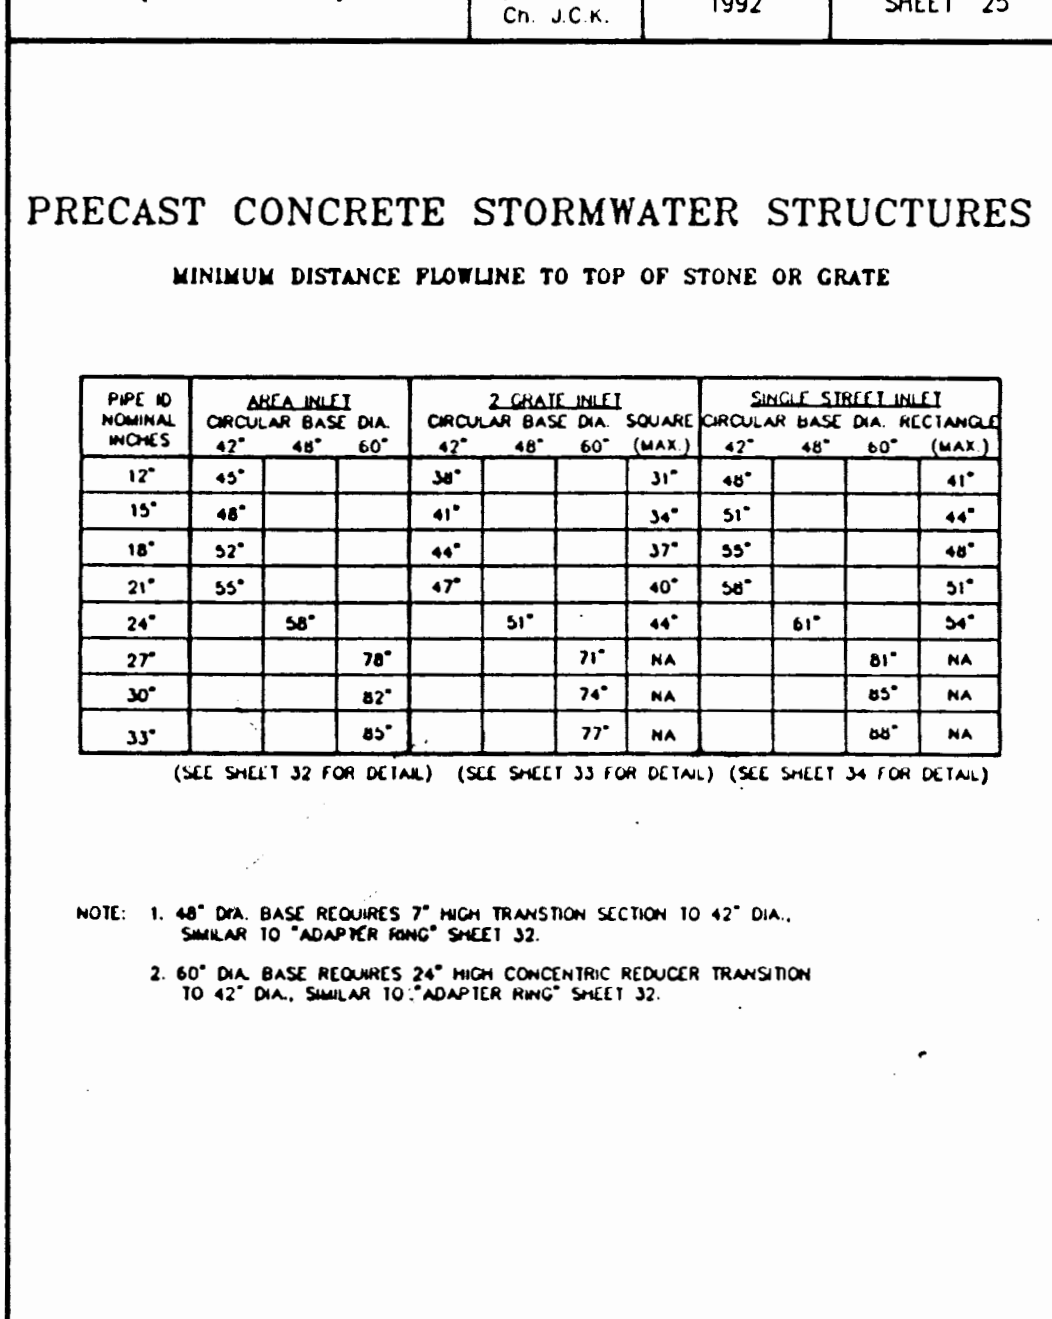 Ch. J.C.K.
1992
SHEET 25
PRECAST CONCRETE STORMWATER STRUCTURES
MINIMUM DISTANCE FLOWLINE TO TOP OF STONE OR GRATE
PIPE ID AREA INLET 2 GRATE INLET SINGLE STREET INLET
NOMINAL CIRCULAR BASE DIA. CIRCULAR BASE DIA. SQUARE CIRCULAR BASE DIA. RECTANGLE
INCHES 42" 48" 60" 42" 48" 60" (MAX.) 42" 48" 60" (MAX.)
12" 45" 38" 31" 48" 41"
15" 48" 41" 34" 51" 44"
18" 52" 44" 37" 55" 48"
21" 55" 47" 40" 58" 51"
24" 58" 51" 44" 61" 54"
27" 78" 71" NA 81" NA
30" 82" 74" NA 85" NA
33" 85" 77" NA 88" NA
(SEE SHEET 32 FOR DETAIL) (SEE SHEET 33 FOR DETAIL) (SEE SHEET 34 FOR DETAIL)
NOTE: 1. 48" DIA. BASE REQUIRES 7" HIGH TRANSTION SECTION TO 42" DIA.,
SIMILAR TO "ADAPTER RING" SHEET 32.
2. 60" DIA. BASE REQUIRES 24" HIGH CONCENTRIC REDUCER TRANSITION
TO 42" DIA., SIMILAR TO "ADAPTER RING" SHEET 32.